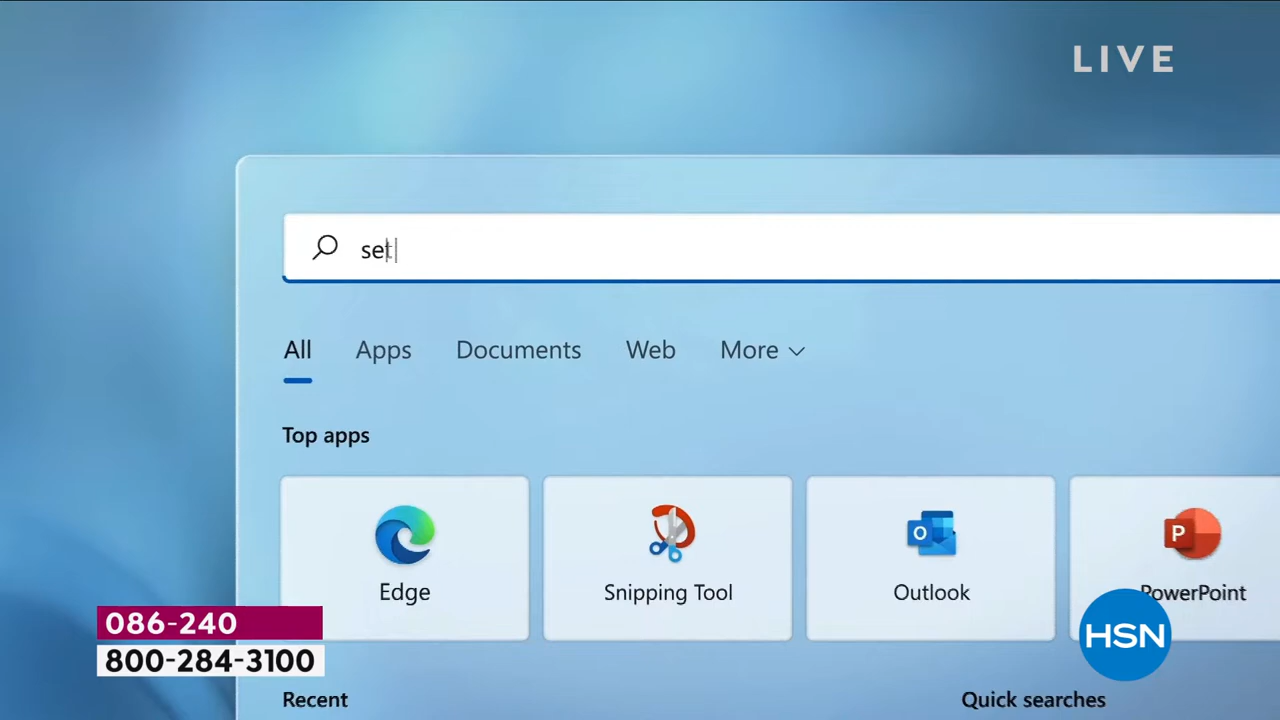 LIVE
set
All Apps Documents Web More
Top apps
Edge Snipping Tool Outlook PowerPoint
086-240
800-284-3100
HSN
Recent Quick searches